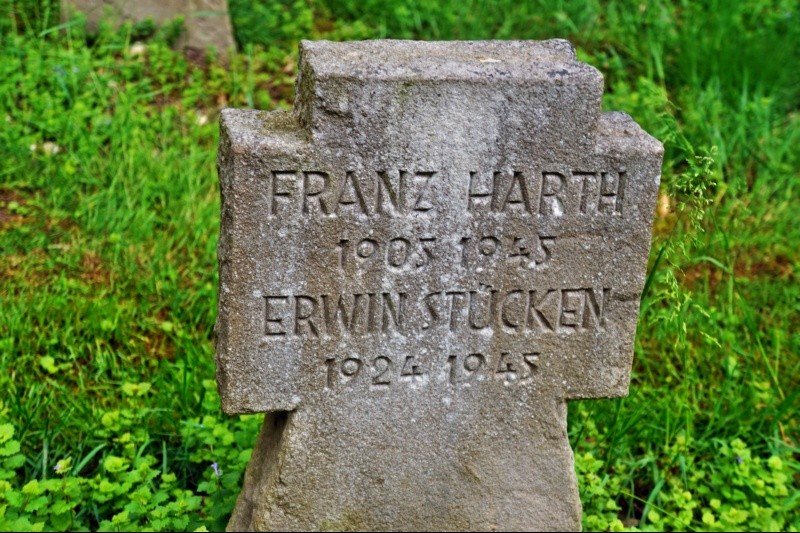 FRANZ HARTH
1905 1945
ERWIN STÜCKEN
1924 1945